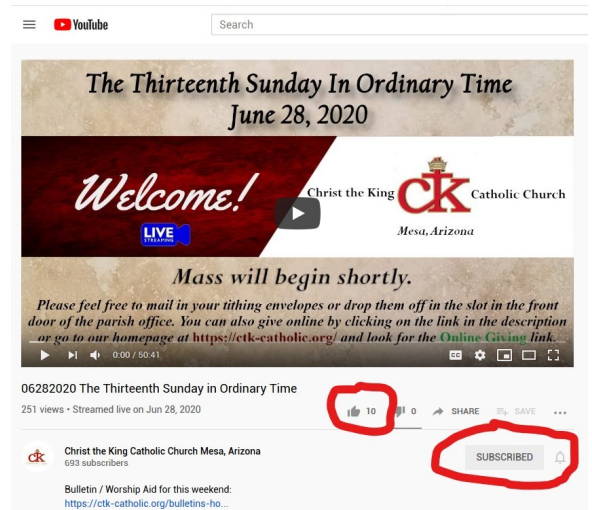 YouTube
Search
The Thirteenth Sunday In Ordinary Time
June 28, 2020
Welcome!
LIVE
STREAMING
Christ the King ctk Catholic Church
Mesa, Arizona
Mass will begin shortly.
Please feel free to mail in your tithing envelopes or drop them off in the slot in the front
door of the parish office. You can also give online by clicking on the link in the description
or go to our homepage at https://ctk-catholic.org/ and look for the Online Giving link.
0:00 / 50:41
CC
06282020 The Thirteenth Sunday in Ordinary Time
251 views • Streamed live on Jun 28, 2020
10
0
SHARE
SAVE
ctk
Christ the King Catholic Church Mesa, Arizona
693 subscribers
SUBSCRIBED
Bulletin / Worship Aid for this weekend:
https://ctk-catholic.org/bulletins-ho...